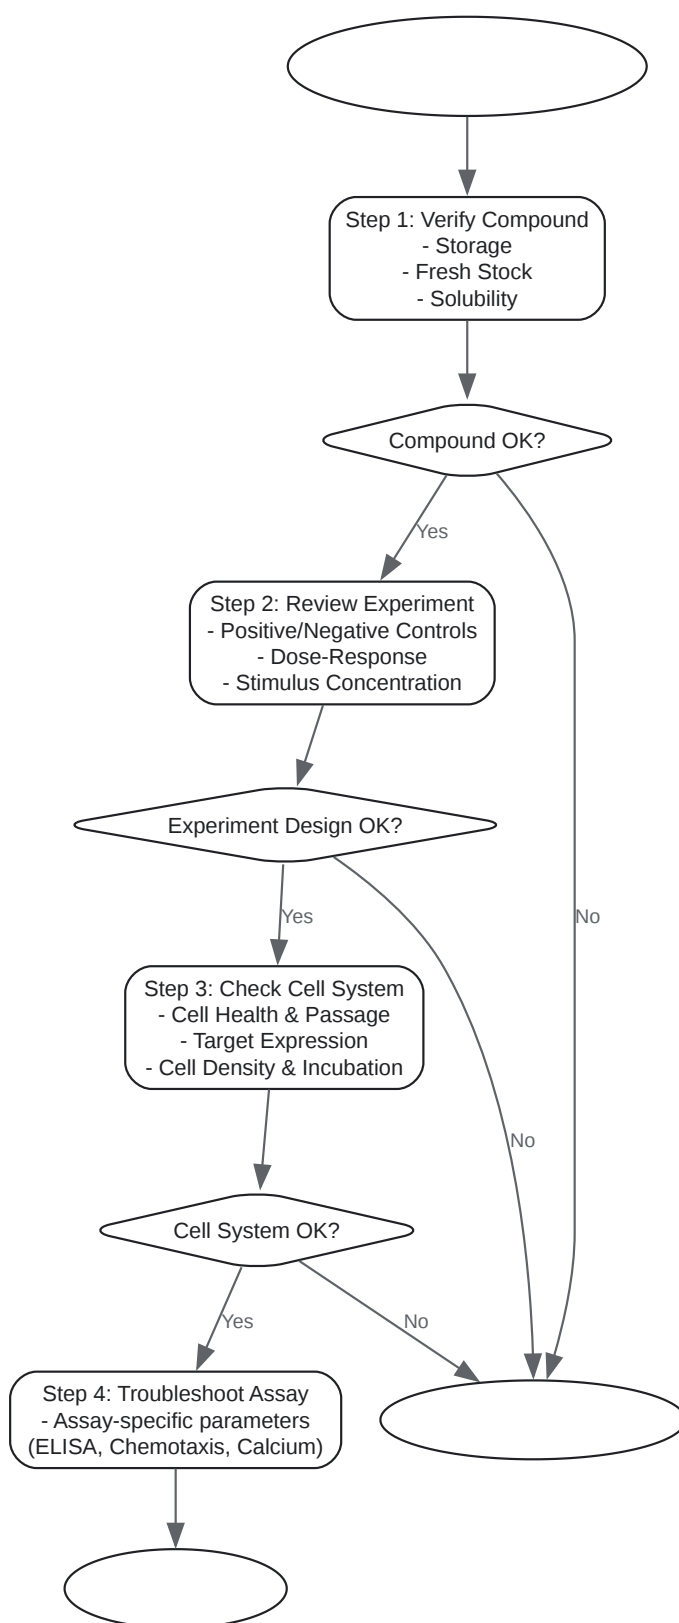 Step 1: Verify Compound
- Storage
- Fresh Stock
- Solubility
Compound OK?
Yes
Step 2: Review Experiment
- Positive/Negative Controls
- Dose-Response
- Stimulus Concentration
Experiment Design OK?
Yes
No
Step 3: Check Cell System
- Cell Health & Passage
- Target Expression
- Cell Density & Incubation
No
Cell System OK?
Yes
No
Step 4: Troubleshoot Assay
- Assay-specific parameters
(ELISA, Chemotaxis, Calcium)